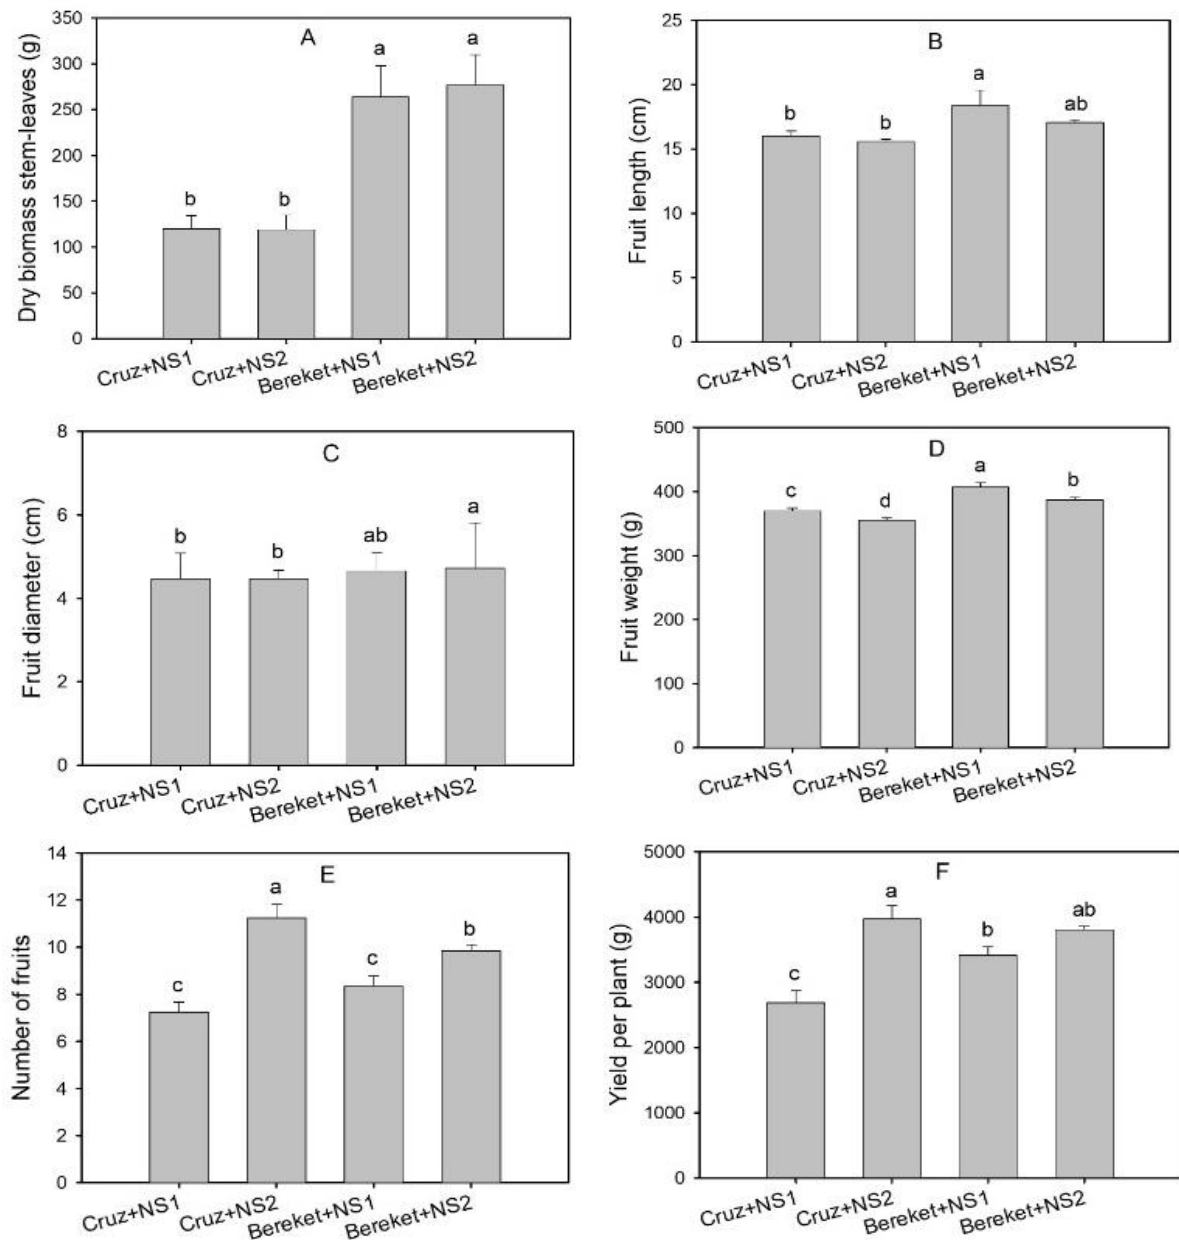 A
Dry biomass stem-leaves (g)
350
300
250
200
150
100
50
0
a
a
b
b
Cruz+NS1
Cruz+NS2
Bereket+NS1
Bereket+NS2
B
Fruit length (cm)
25
20
15
10
5
0
b
b
a
ab
Cruz+NS1
Cruz+NS2
Bereket+NS1
Bereket+NS2
C
Fruit diameter (cm)
8
6
4
2
0
b
b
ab
a
Cruz+NS1
Cruz+NS2
Bereket+NS1
Bereket+NS2
D
Fruit weight (g)
500
400
300
200
100
0
c
d
a
b
Cruz+NS1
Cruz+NS2
Bereket+NS1
Bereket+NS2
E
Number of fruits
14
12
10
8
6
4
2
0
c
a
c
b
Cruz+NS1
Cruz+NS2
Bereket+NS1
Bereket+NS2
F
Yield per plant (g)
5000
4000
3000
2000
1000
0
c
a
b
ab
Cruz+NS1
Cruz+NS2
Bereket+NS1
Bereket+NS2